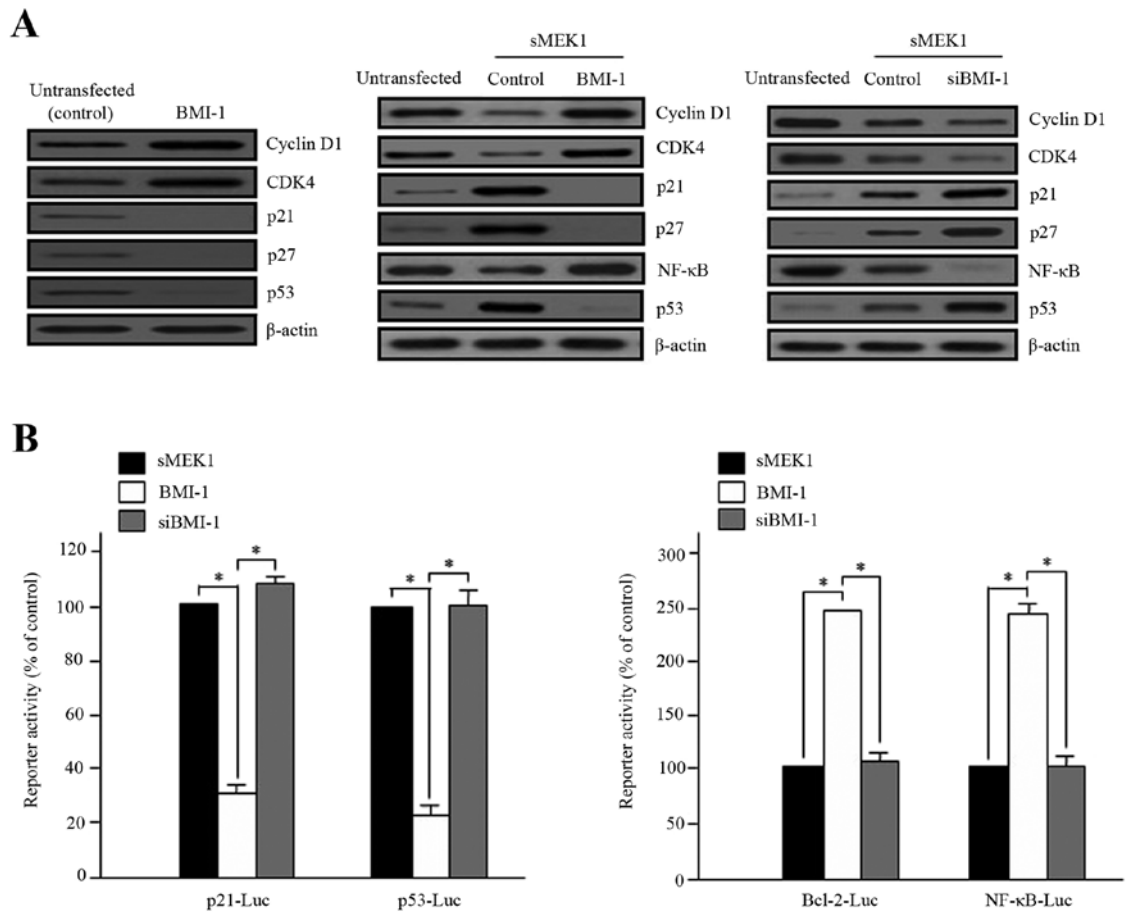 A
Untransfected
(control)
BMI-1
Cyclin D1
CDK4
p21
p27
p53
β-actin
sMEK1
Untransfected
Control
BMI-1
Cyclin D1
CDK4
p21
p27
NF-κB
p53
β-actin
sMEK1
Untransfected
Control
siBMI-1
Cyclin D1
CDK4
p21
p27
NF-κB
p53
β-actin
B
sMEK1
BMI-1
siBMI-1
Reporter activity (% of control)
120
100
80
60
40
20
0
*
*
*
*
p21-Luc
p53-Luc
sMEK1
BMI-1
siBMI-1
Reporter activity (% of control)
300
250
200
150
100
50
0
*
*
*
*
Bcl-2-Luc
NF-κB-Luc